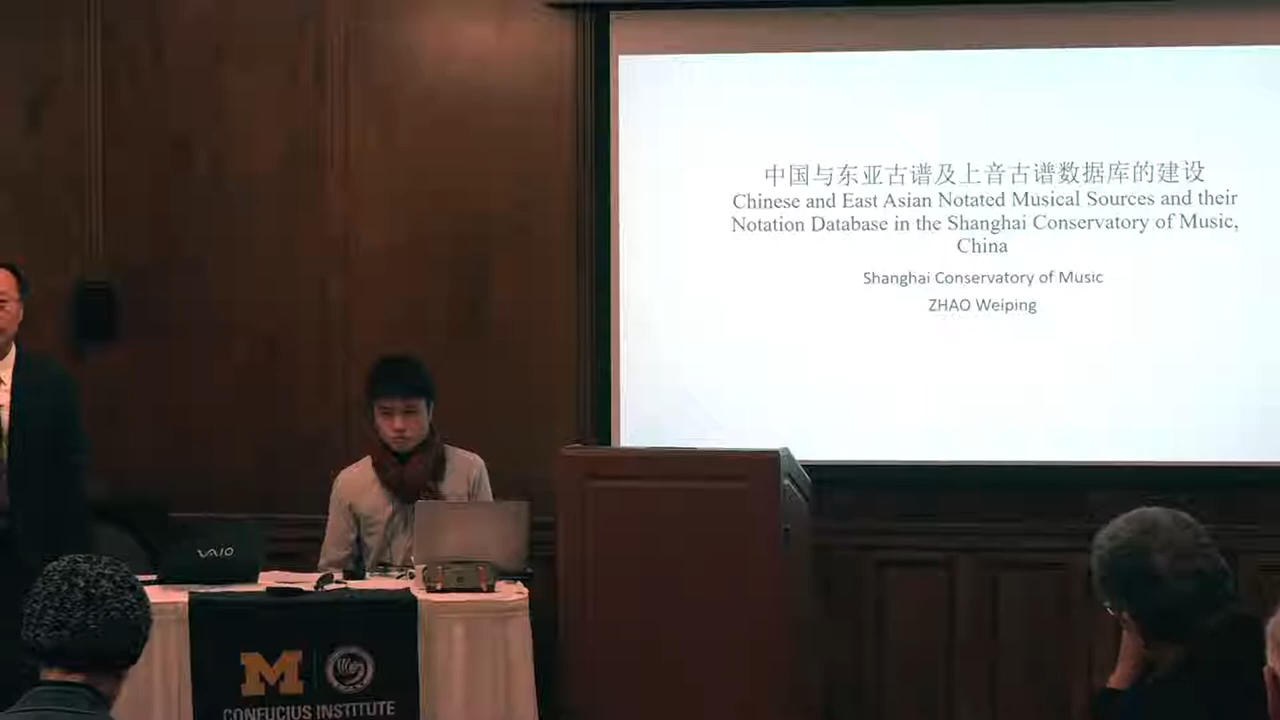 中国与东亚古谱及上音古谱数据库的建设
Chinese and East Asian Notated Musical Sources and their
Notation Database in the Shanghai Conservatory of Music,
China
Shanghai Conservatory of Music
ZHAO Weiping
VAIO
M
CONFUCIUS INSTITUTE